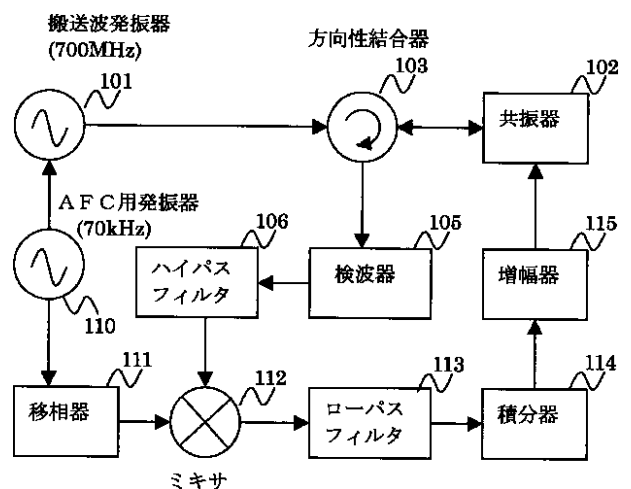 搬送波発振器
(700MHz)
101
方向性結合器
103
102
共振器
AFC用発振器
(70kHz)
110
106
ハイパス
フィルタ
105
検波器
115
増幅器
111
移相器
112
ミキサ
113
ローパス
フィルタ
114
積分器